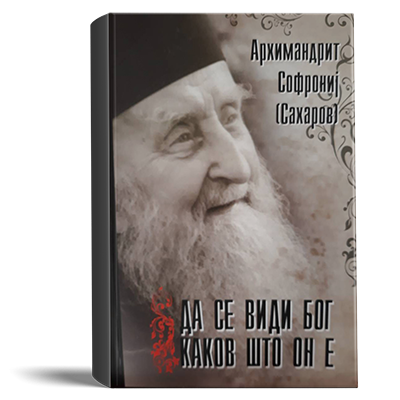 Архимандрит
Софрониј
(Сахаров)
ДА СЕ ВИДИ БОГ
КАКОВ ШТО ОН Е